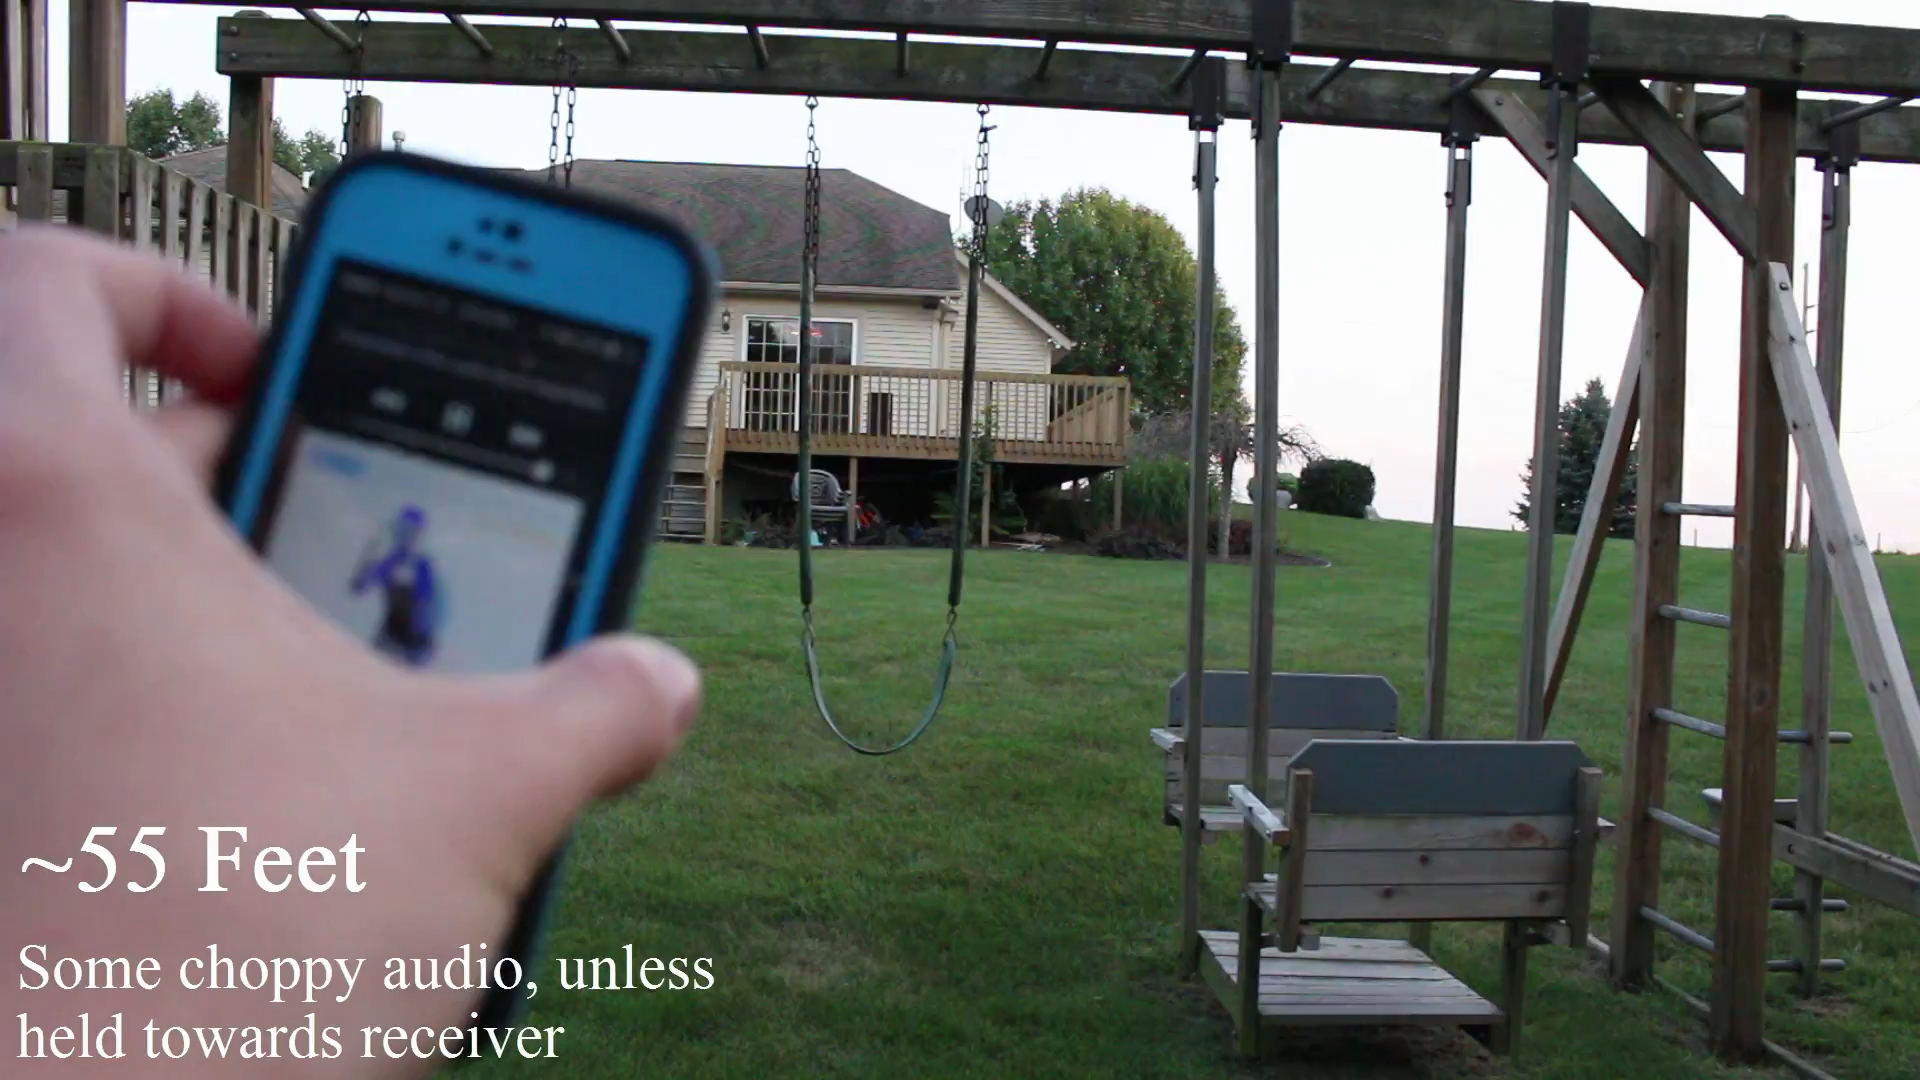 ~55 Feet
Some choppy audio, unless
held towards receiver